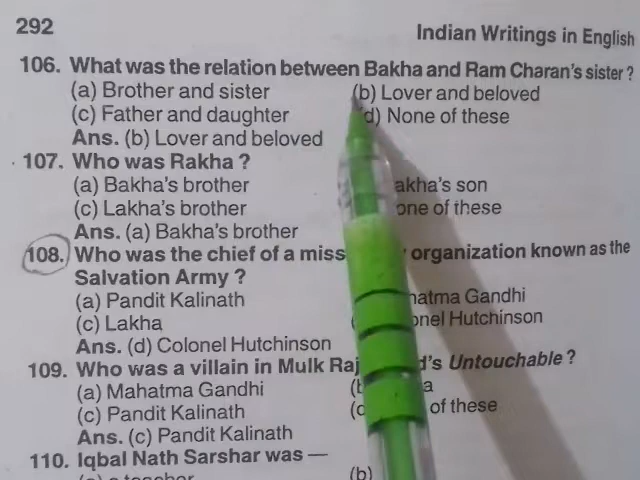 292
Indian Writings in English
106. What was the relation between Bakha and Ram Charan's sister ?
(a) Brother and sister (b) Lover and beloved
(c) Father and daughter d) None of these
Ans. (b) Lover and beloved
107. Who was Rakha ?
(a) Bakha's brother akha's son
(c) Lakha's brother one of these
Ans. (a) Bakha's brother
108. Who was the chief of a miss organization known as the
Salvation Army ?
(a) Pandit Kalinath hatma Gandhi
(c) Lakha onel Hutchinson
Ans. (d) Colonel Hutchinson
109. Who was a villain in Mulk Raj d's Untouchable ?
(a) Mahatma Gandhi (b a
(c) Pandit Kalinath (d of these
Ans. (c) Pandit Kalinath
110. Iqbal Nath Sarshar was —
(a) a teacher (b)